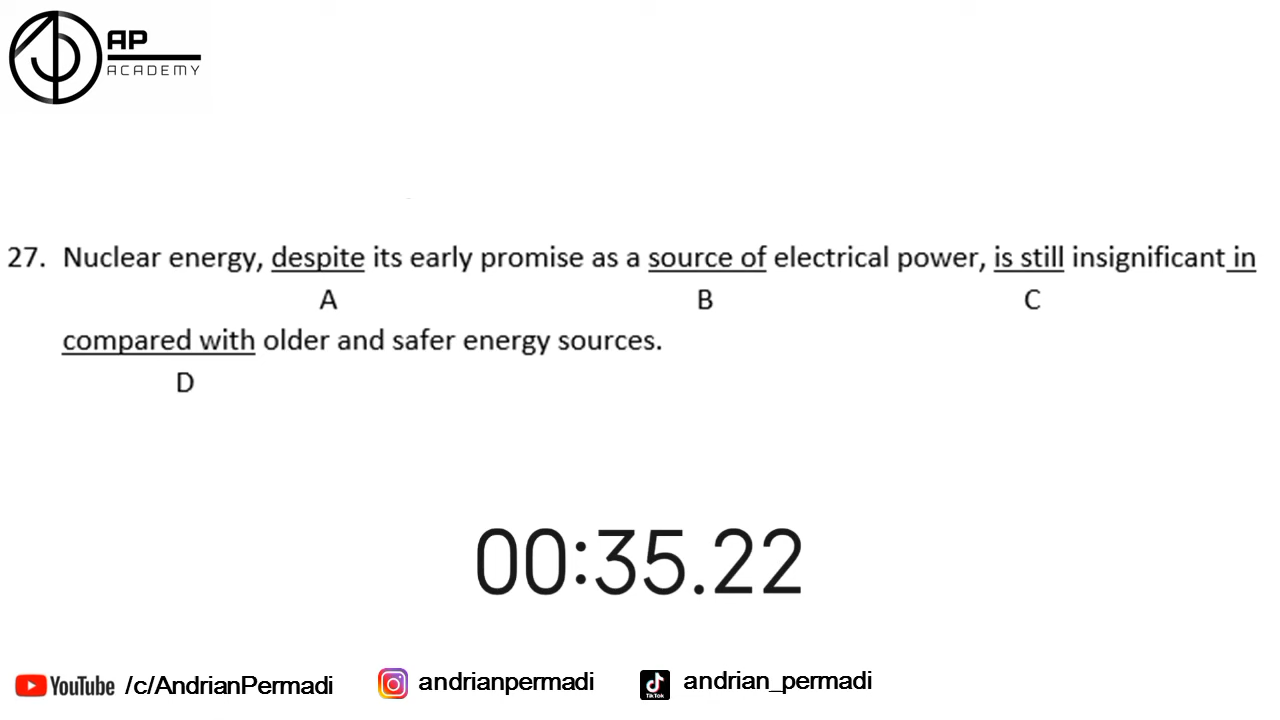 AP
ACADEMY
27. Nuclear energy, despite its early promise as a source of electrical power, is still insignificant in
A B C
compared with older and safer energy sources.
D
00:35.22
YouTube /c/AndrianPermadi andrianpermadi TikTok andrian_permadi